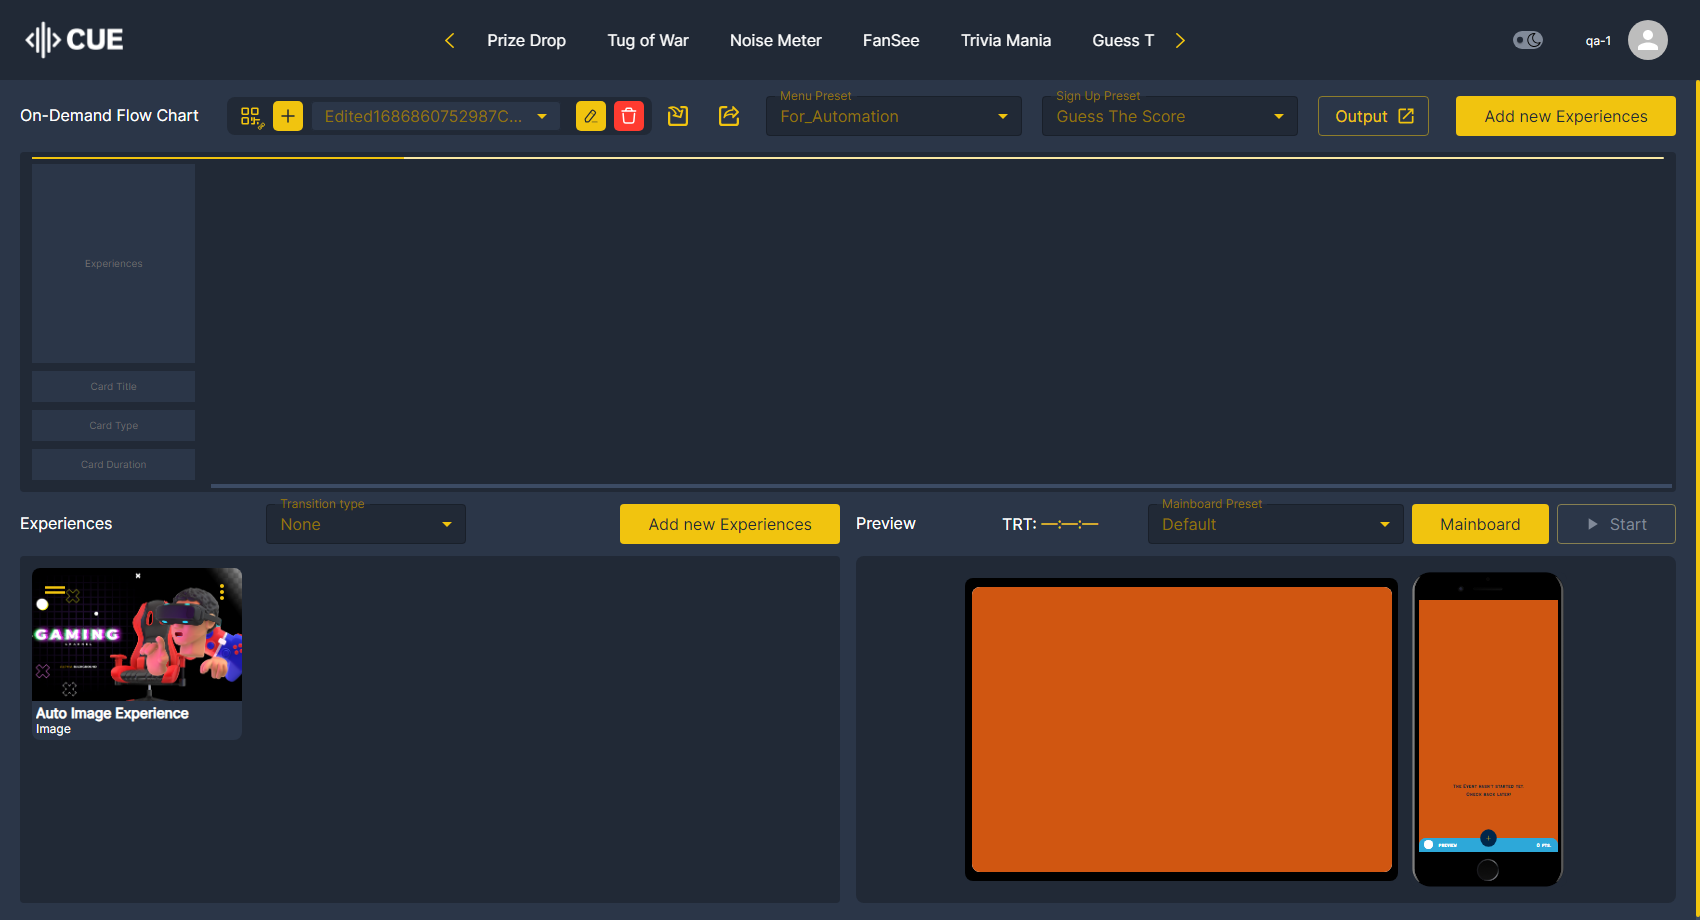 CUE
Prize Drop
Tug of War
Noise Meter
FanSee
Trivia Mania
Guess T
qa-1
On-Demand Flow Chart
Edited1686860752987C...
Menu Preset
For_Automation
Sign Up Preset
Guess The Score
Output
Add new Experiences
Experiences
Card Title
Card Type
Card Duration
Experiences
Transition type
None
Add new Experiences
Preview
TRT: —:—:—
Mainboard Preset
Default
Mainboard
Start
GAMING
Auto Image Experience
Image
The Event hasn't started yet.
Check back later!
PREVIEW
0 PTS.